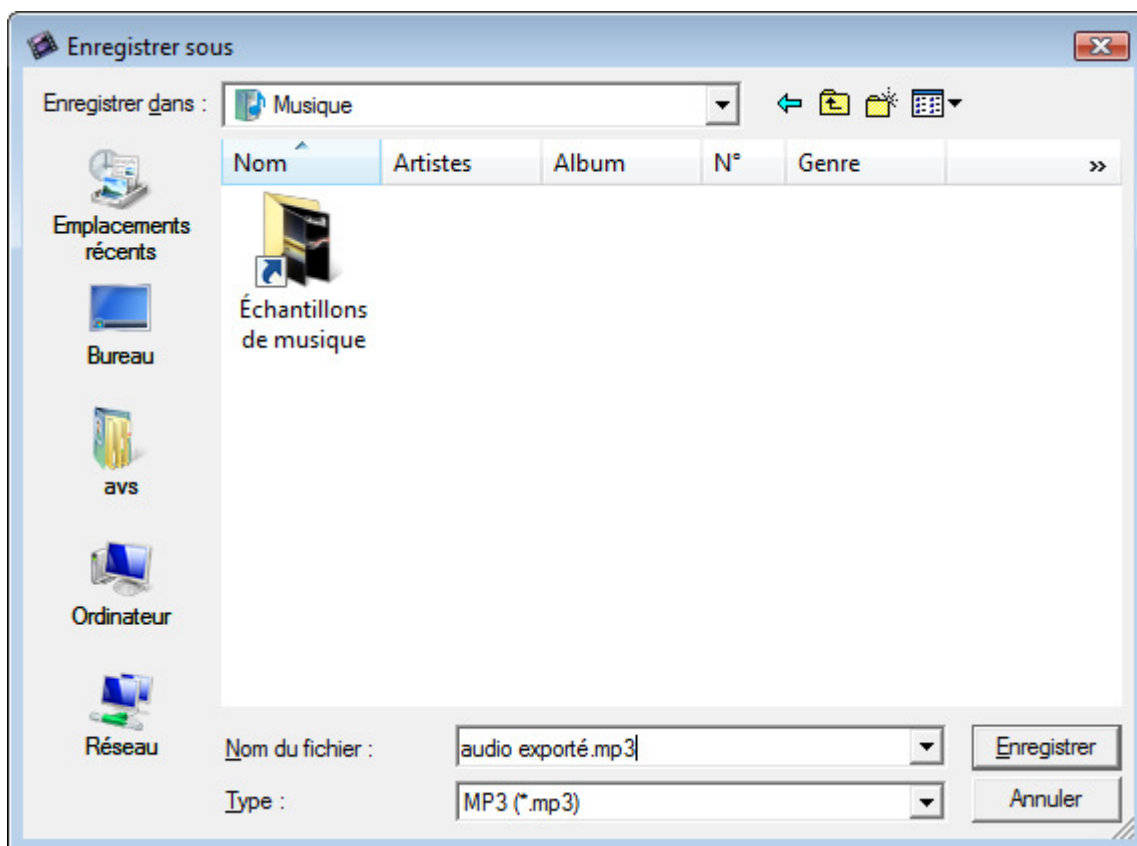 Enregistrer sous
Enregistrer dans :
Musique
Nom
Artistes
Album
N°
Genre
»
Emplacements
récents
Bureau
avs
Ordinateur
Réseau
Échantillons
de musique
Nom du fichier :
audio exporté.mp3
Enregistrer
Type :
MP3 (*.mp3)
Annuler